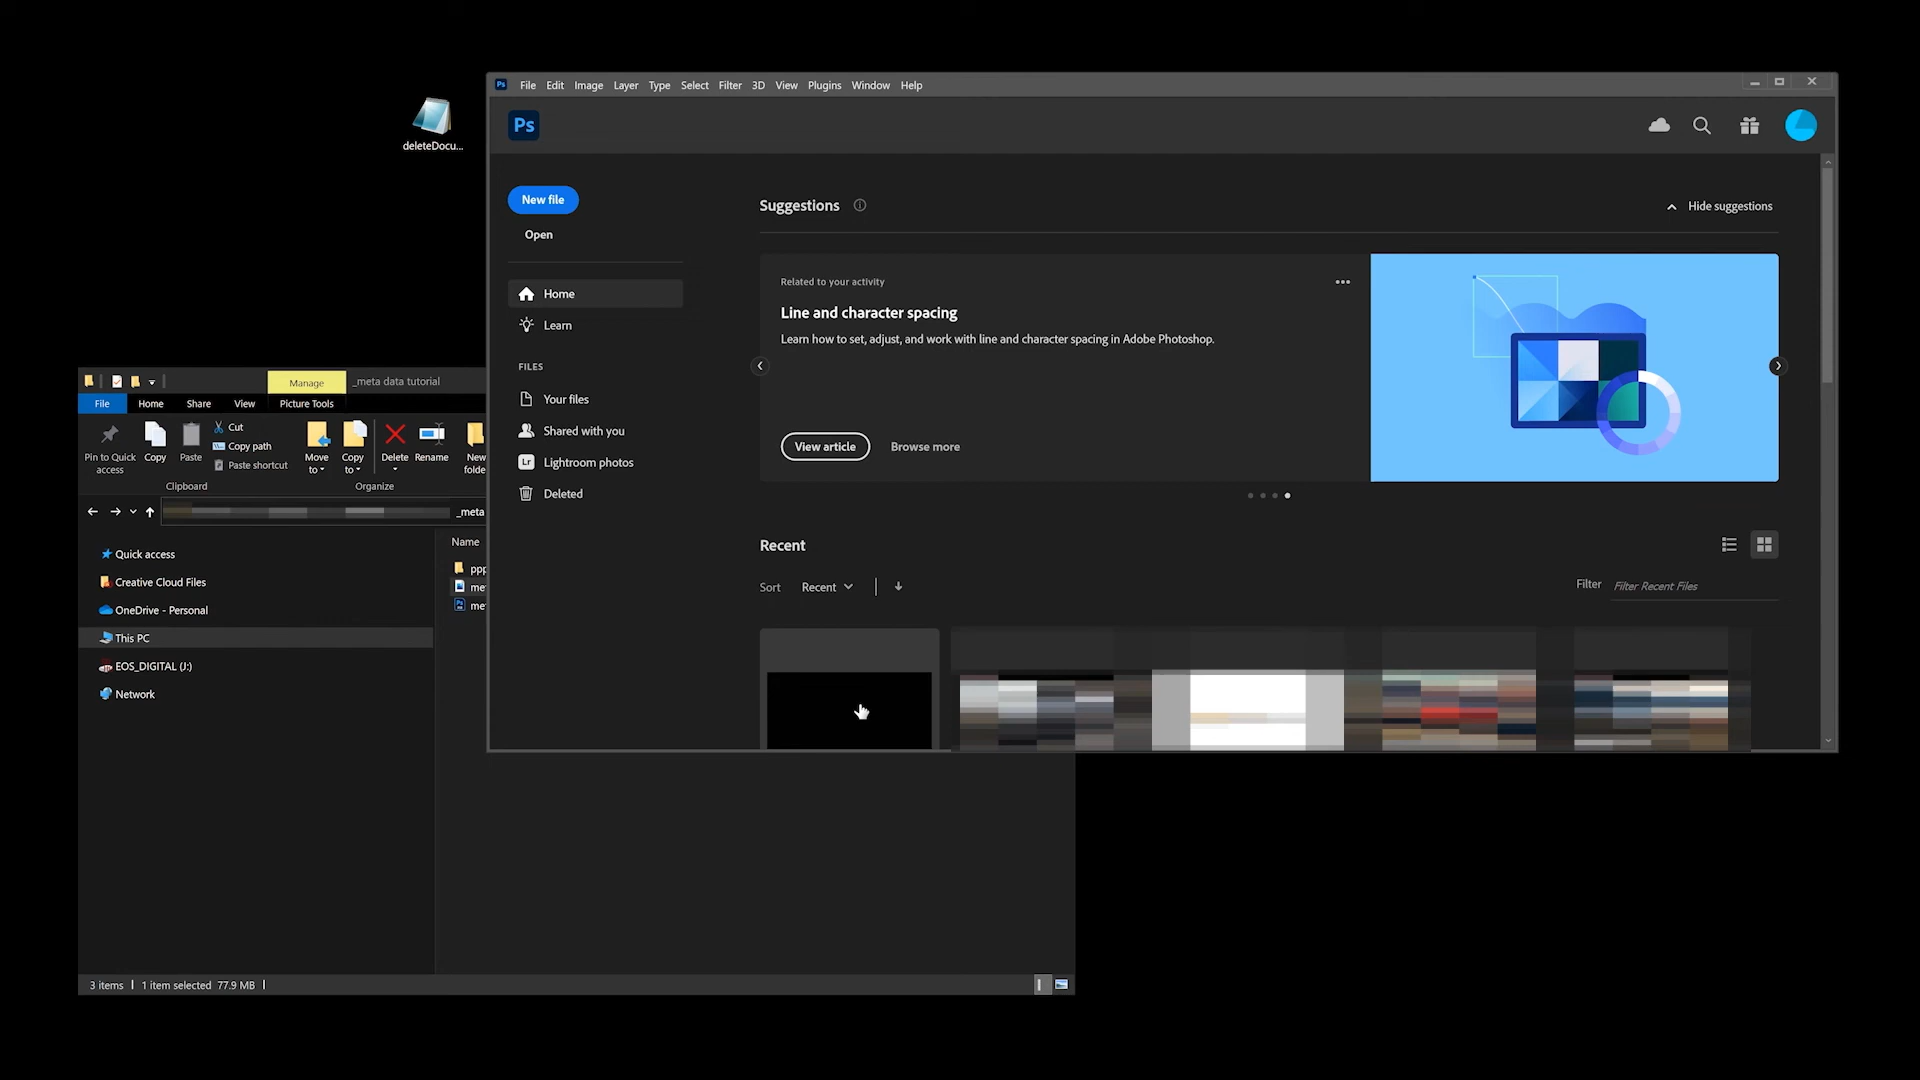 deleteDocu...
File Edit Image Layer Type Select Filter 3D View Plugins Window Help
Ps
New file
Open
Home
Learn
FILES
Your files
Shared with you
Lr Lightroom photos
Deleted
Suggestions
Hide suggestions
Related to your activity
Line and character spacing
Learn how to set, adjust, and work with line and character spacing in Adobe Photoshop.
View article Browse more
Recent
Sort Recent
Filter Filter Recent Files
Manage _meta data tutorial
File Home Share View Picture Tools
Pin to Quick access
Copy
Paste
Cut
Copy path
Paste shortcut
Clipboard
Move to
Copy to
Delete
Rename
New folde
Organize
_meta
Quick access
Creative Cloud Files
OneDrive - Personal
This PC
EOS_DIGITAL (J:)
Network
Name
ppp
me
me
3 items 1 item selected 77.9 MB